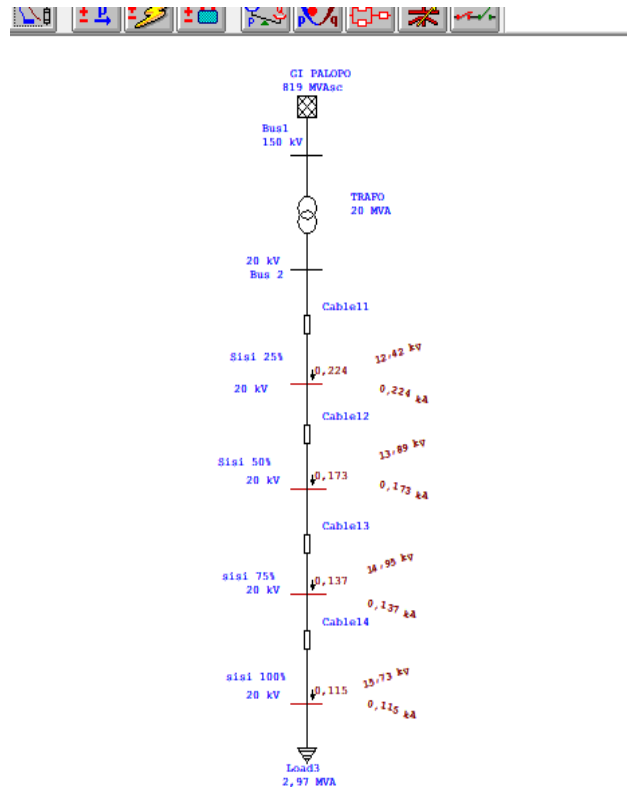 GI PALOPO
819 MVAsc
Bus1
150 kV
TRAFO
20 MVA
20 kV
Bus 2
Cable11
Sisi 25%
0,224
12,42 kV
20 kV
0,224 kA
Cable12
Sisi 50%
0,173
13,89 kV
20 kV
0,173 kA
Cable13
sisi 75%
0,137
14,95 kV
20 kV
0,137 kA
Cable14
sisi 100%
0,115
15,73 kV
20 kV
0,115 kA
Load3
2,97 MVA